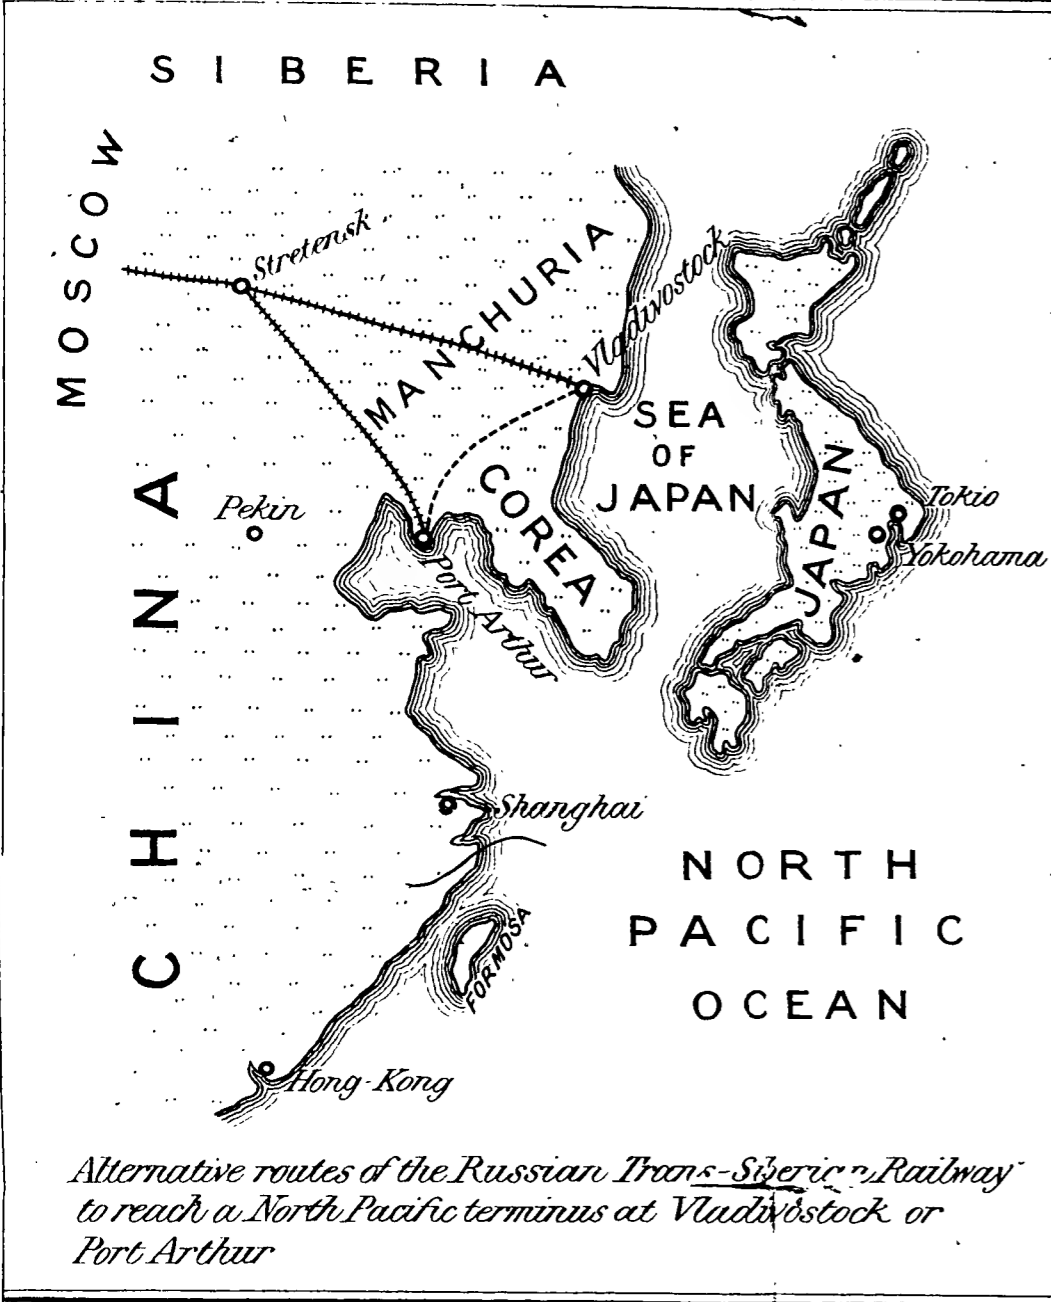 SIBERIA
MOSCOW
Stretensk
MANCHURIA
Vladivostock
SEA
OF
JAPAN
COREA
JAPAN
Tokio
Yokohama
Pekin
Port Arthur
CHINA
Shanghai
NORTH
PACIFIC
OCEAN
FORMOSA
Hong-Kong
Alternative routes of the Russian Trans-Siberian Railway
to reach a North Pacific terminus at Vladivostock or
Port Arthur